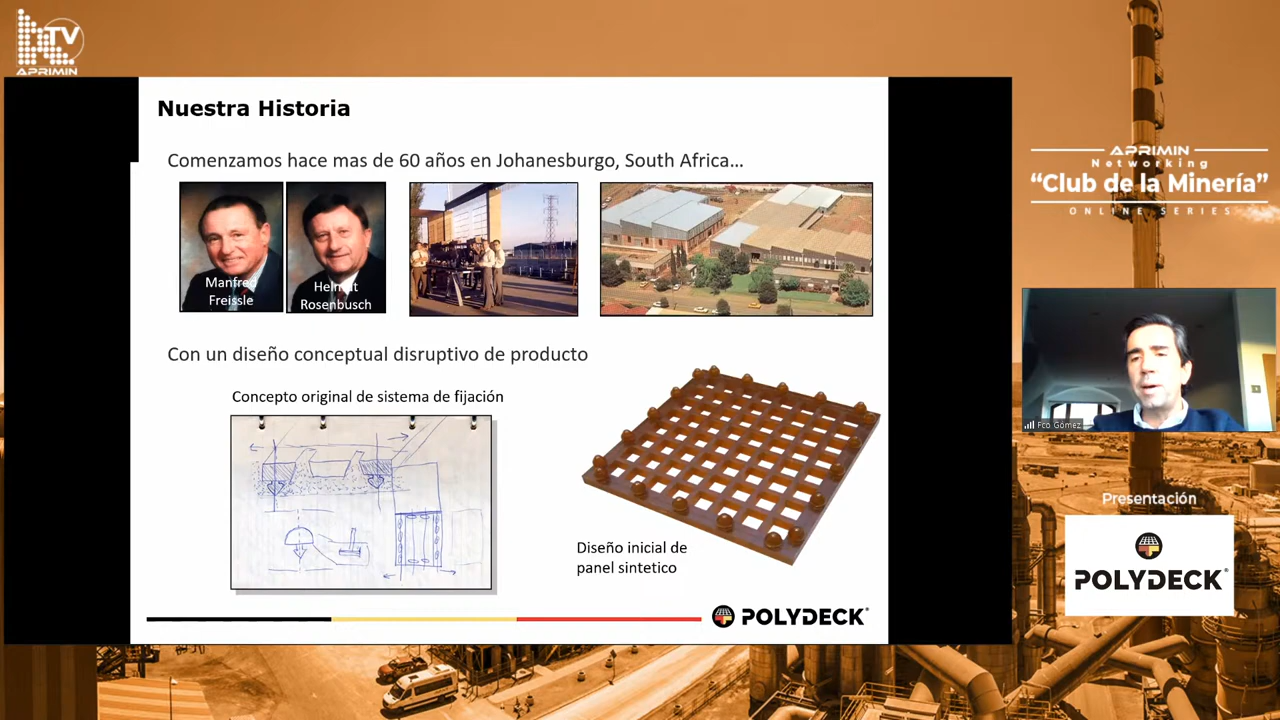 TV
APRIMIN
Nuestra Historia
Comenzamos hace mas de 60 años en Johanesburgo, South Africa...
Manfred
Freissle
Helmut
Rosenbusch
Con un diseño conceptual disruptivo de producto
Concepto original de sistema de fijación
Diseño inicial de
panel sintetico
POLYDECK®
APRIMIN
Networking
“Club de la Minería”
ONLINE SERIES
Fco Gómez
Presentación
POLYDECK®